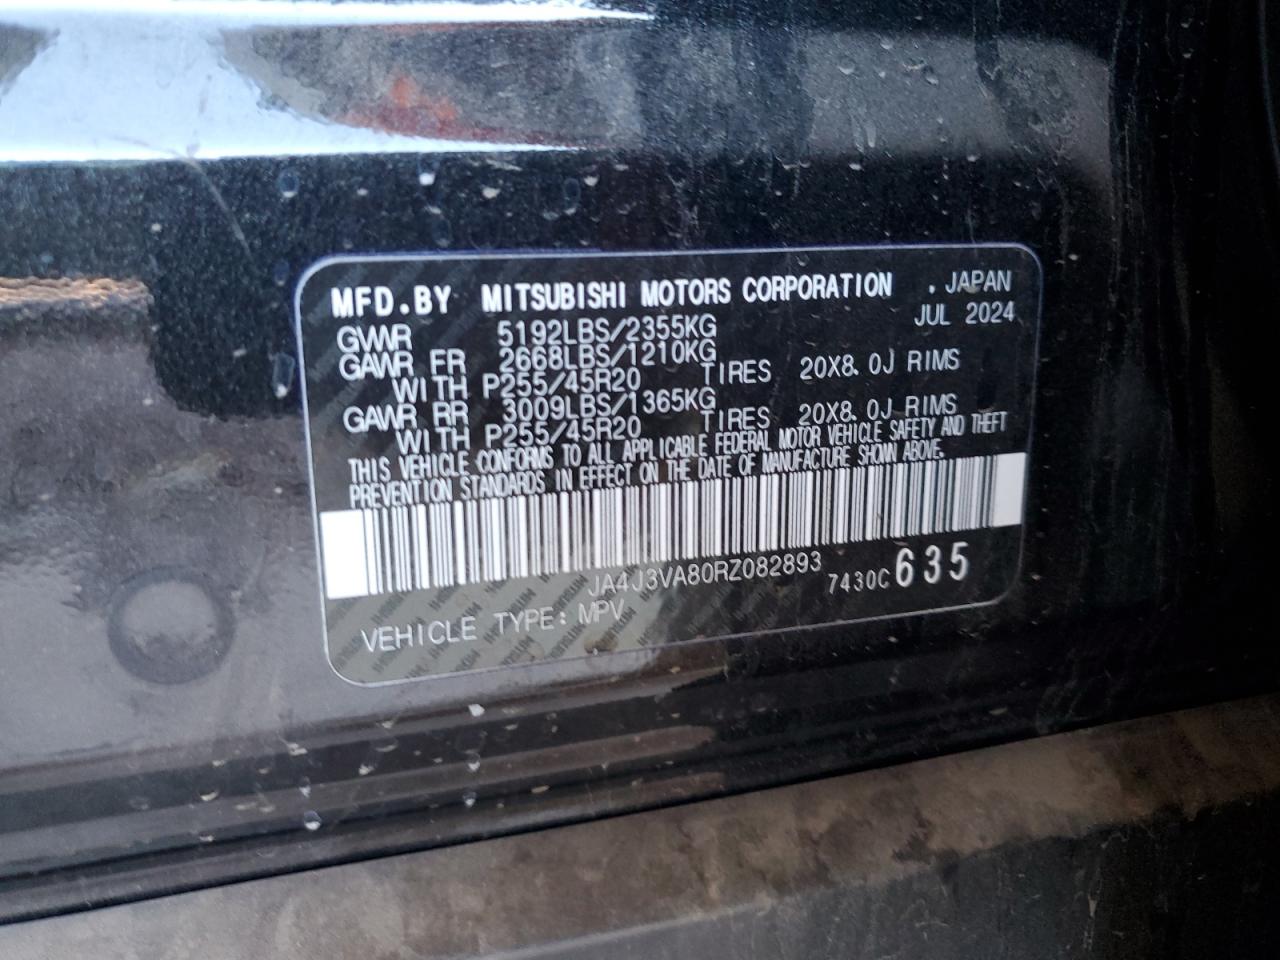 MFD.BY MITSUBISHI MOTORS CORPORATION . JAPAN
JUL 2024
GVWR 5192LBS/2355KG
GAWR FR 2668LBS/1210KG
WITH P255/45R20 TIRES 20X8.0J RIMS
GAWR RR 3009LBS/1365KG
WITH P255/45R20 TIRES 20X8.0J RIMS
THIS VEHICLE CONFORMS TO ALL APPLICABLE FEDERAL MOTOR VEHICLE SAFETY AND THEFT
PREVENTION STANDARDS IN EFFECT ON THE DATE OF MANUFACTURE SHOWN ABOVE.
JA4J3VA80RZ082893 7430C 635
VEHICLE TYPE: MPV